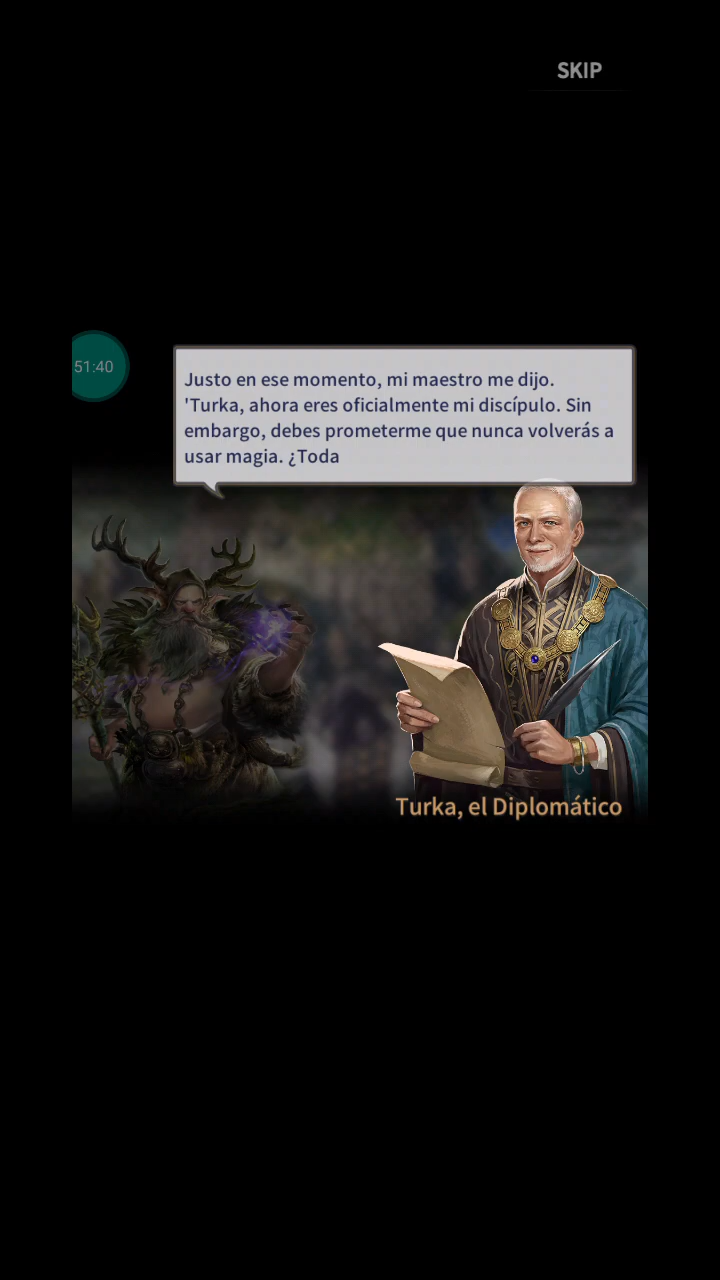 SKIP
51:40
Justo en ese momento, mi maestro me dijo.
'Turka, ahora eres oficialmente mi discípulo. Sin
embargo, debes prometerme que nunca volverás a
usar magia. ¿Toda
Turka, el Diplomático